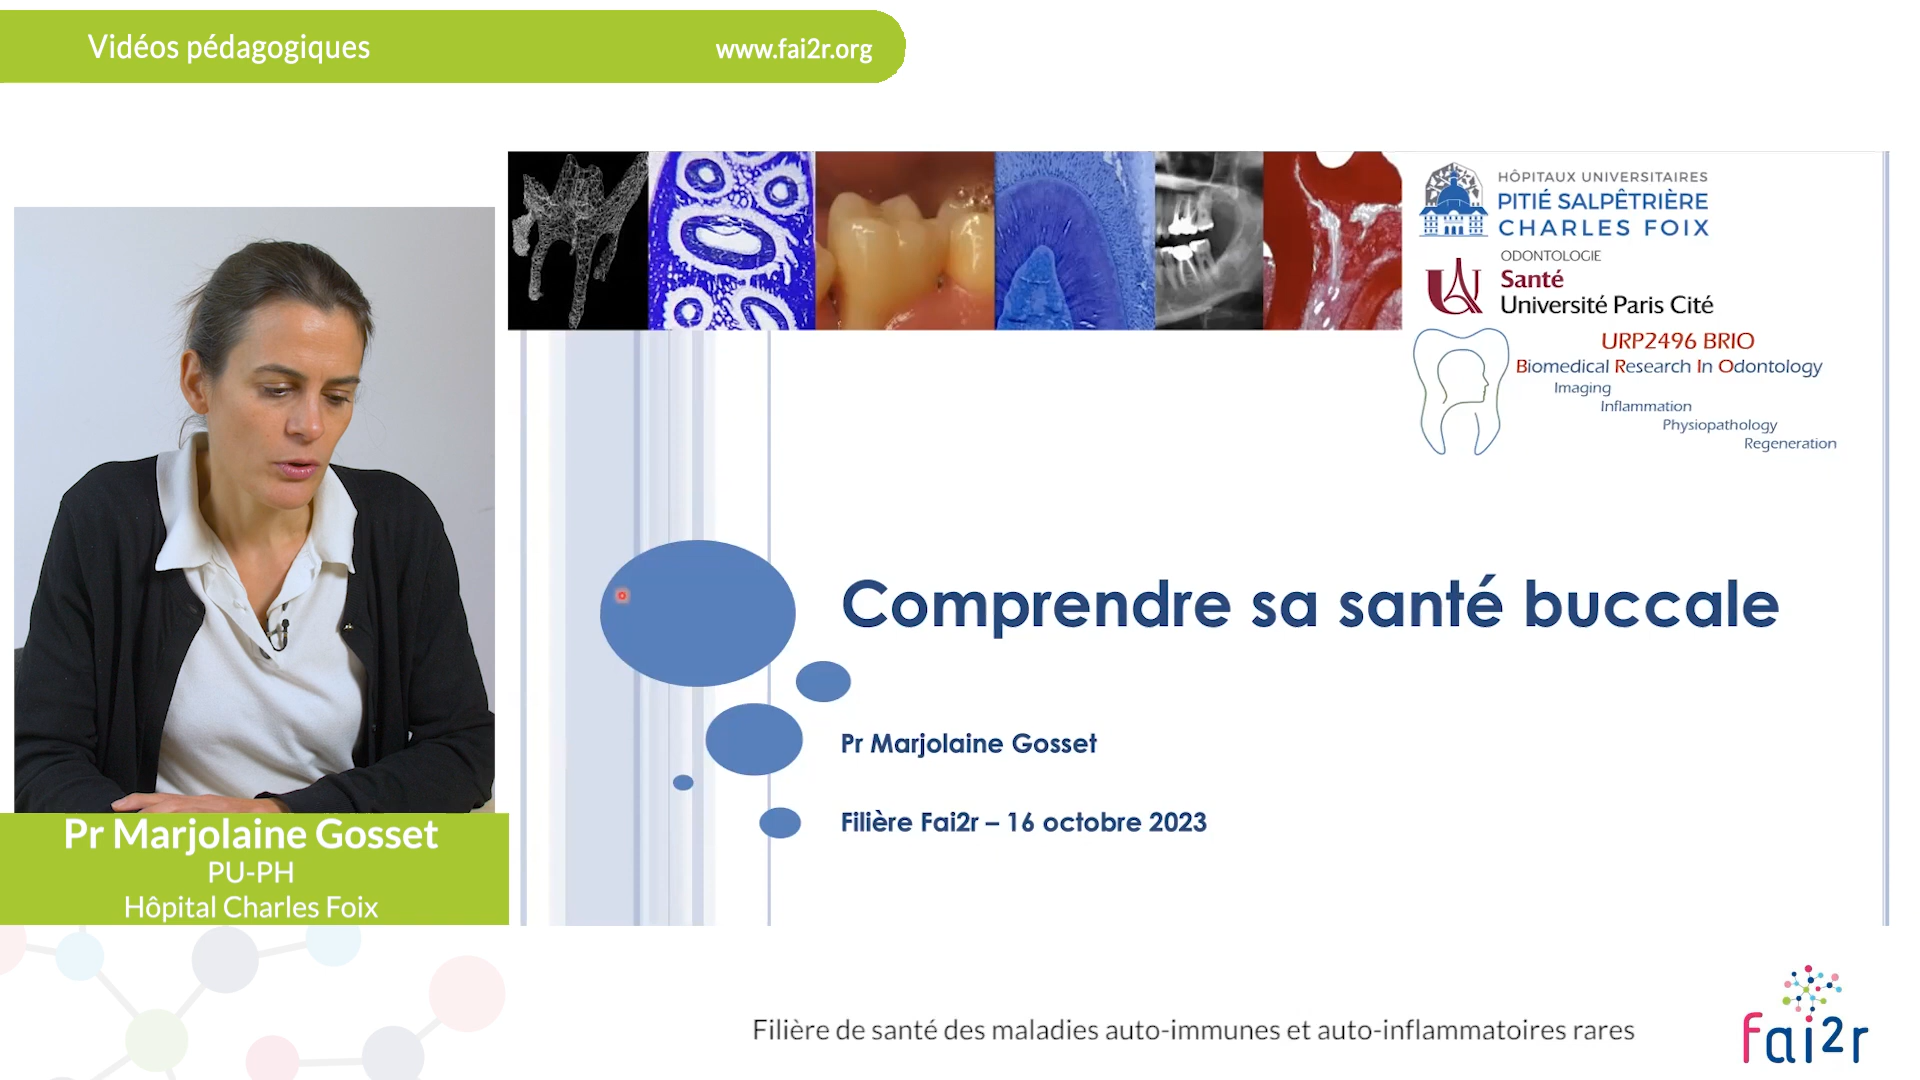 Vidéos pédagogiques
www.fai2r.org
HÔPITAUX UNIVERSITAIRES
PITIÉ SALPÊTRIÈRE
CHARLES FOIX
ODONTOLOGIE
Santé
Université Paris Cité
URP2496 BRIO
Biomedical Research In Odontology
Imaging
Inflammation
Physiopathology
Regeneration
Comprendre sa santé buccale
Pr Marjolaine Gosset
Filière Fai2r – 16 octobre 2023
Pr Marjolaine Gosset
PU-PH
Hôpital Charles Foix
Filière de santé des maladies auto-immunes et auto-inflammatoires rares
fai2r